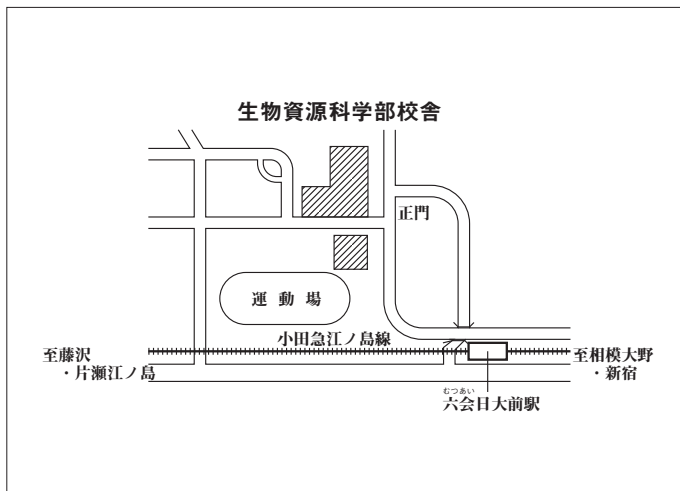 生物資源科学部校舎
正門
運動場
小田急江ノ島線
至藤沢
・片瀬江ノ島
至相模大野
・新宿
むつあい
六会日大前駅